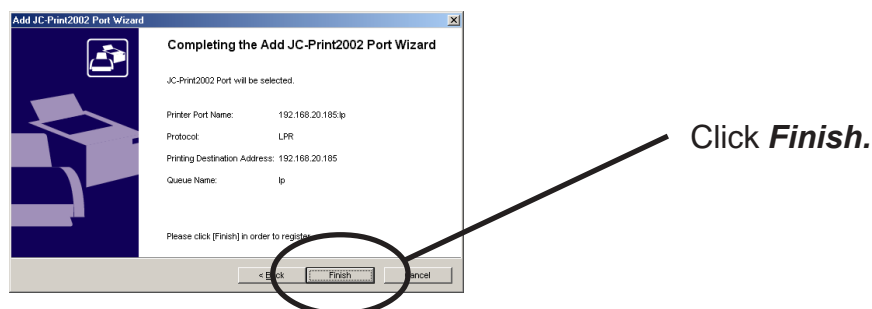 Add JC-Print2002 Port Wizard
Completing the Add JC-Print2002 Port Wizard
JC-Print2002 Port will be selected.
Printer Port Name: 192.168.20.185:lp
Protocol: LPR
Printing Destination Address: 192.168.20.185
Queue Name: lp
Please click [Finish] in order to register
< Back Finish Cancel
Click Finish.